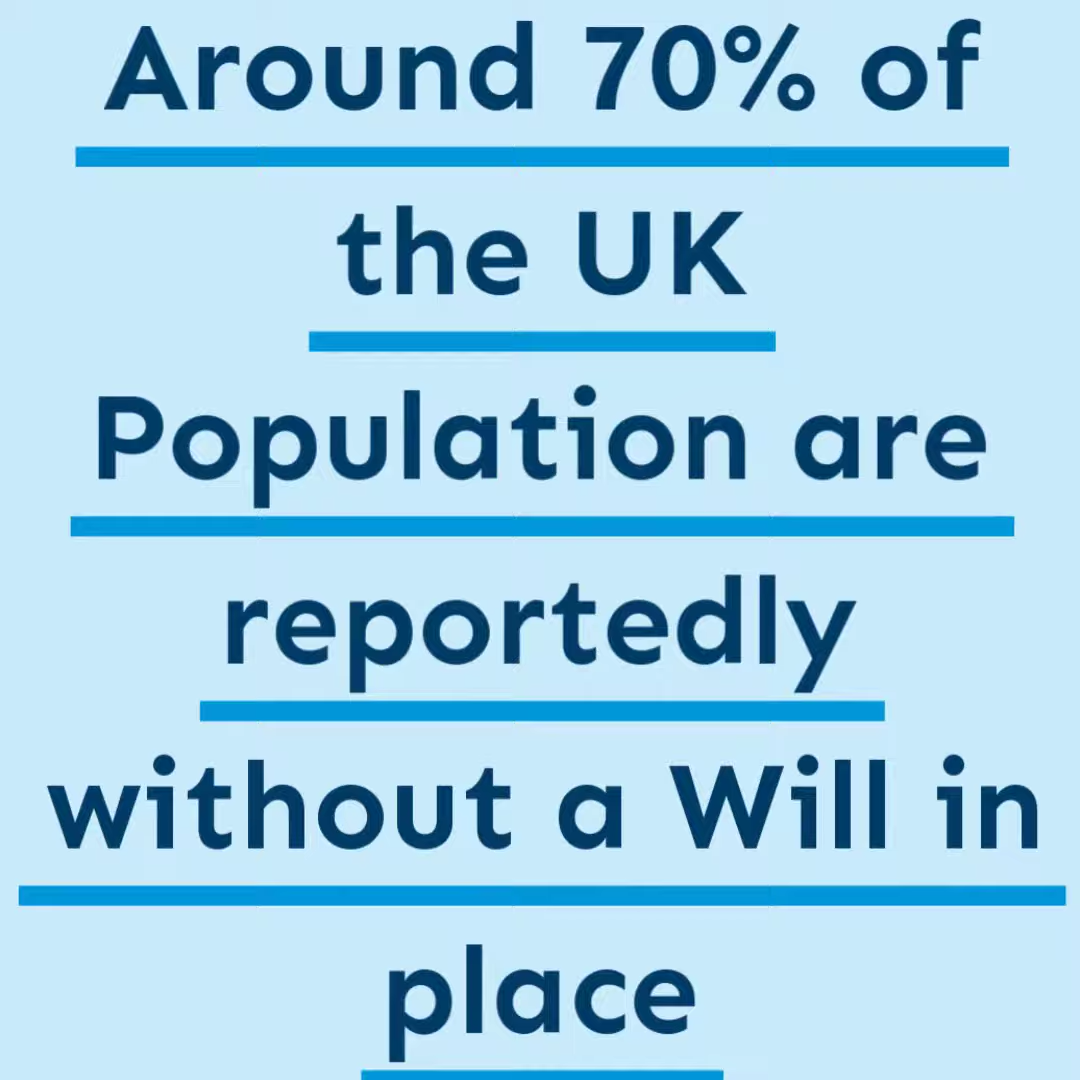 Around 70% of
the UK
Population are
reportedly
without a Will in
place